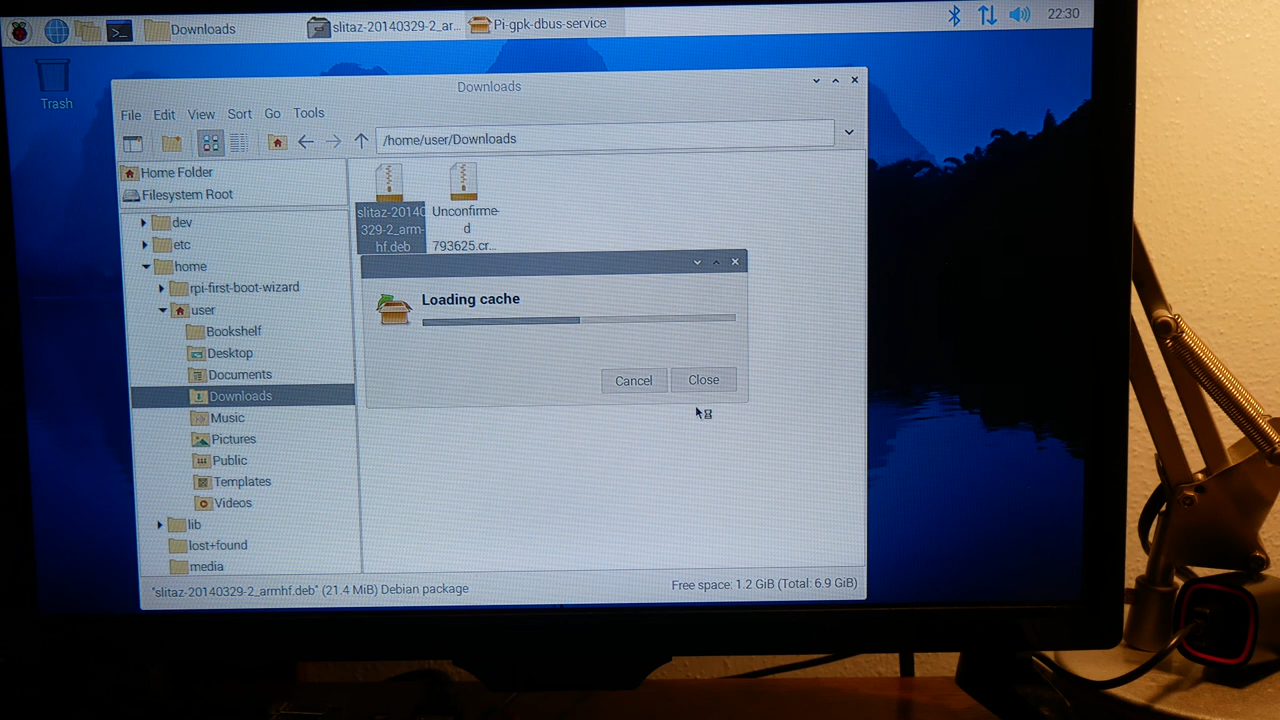 Downloads
slitaz-20140329-2_ar...
Pi-gpk-dbus-service
22:30
Trash
Downloads
File Edit View Sort Go Tools
/home/user/Downloads
Home Folder
Filesystem Root
dev
etc
home
rpi-first-boot-wizard
user
Bookshelf
Desktop
Documents
Downloads
Music
Pictures
Public
Templates
Videos
lib
lost+found
media
slitaz-20140
329-2_arm-
hf.deb
Unconfirme-
d
793625.cr...
Loading cache
Cancel Close
"slitaz-20140329-2_armhf.deb" (21.4 MiB) Debian package
Free space: 1.2 GiB (Total: 6.9 GiB)